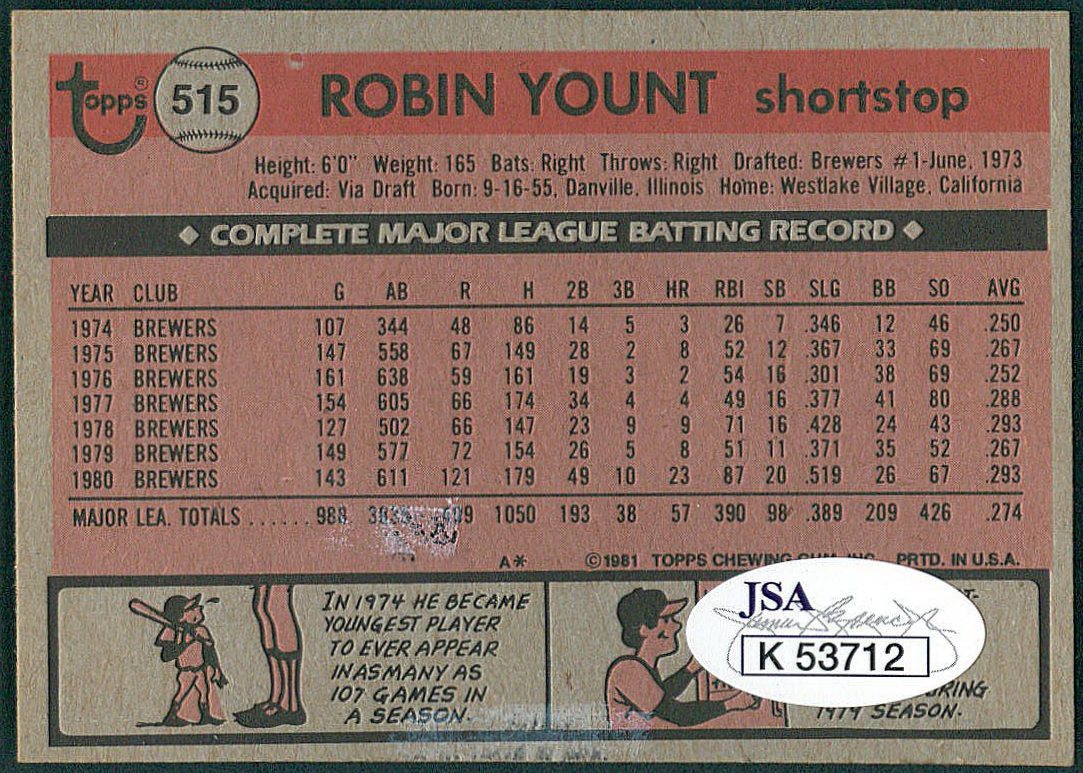 Topps® 515 ROBIN YOUNT shortstop
Height: 6'0" Weight: 165 Bats: Right Throws: Right Drafted: Brewers #1-June, 1973
Acquired: Via Draft Born: 9-16-55, Danville, Illinois Home: Westlake Village, California
◆ COMPLETE MAJOR LEAGUE BATTING RECORD ◆
YEAR CLUB G AB R H 2B 3B HR RBI SB SLG BB SO AVG
1974 BREWERS 107 344 48 86 14 5 3 26 7 .346 12 46 .250
1975 BREWERS 147 558 67 149 28 2 8 52 12 .367 33 69 .267
1976 BREWERS 161 638 59 161 19 3 2 54 16 .301 38 69 .252
1977 BREWERS 154 605 66 174 34 4 4 49 16 .377 41 80 .288
1978 BREWERS 127 502 66 147 23 9 9 71 16 .428 24 43 .293
1979 BREWERS 149 577 72 154 26 5 8 51 11 .371 35 52 .267
1980 BREWERS 143 611 121 179 49 10 23 87 20 .519 26 67 .293
MAJOR LEA. TOTALS ...... 988 1050 193 38 57 390 98 .389 209 426 .274
A* ©1981 TOPPS CHEWING GUM, INC. PRTD. IN U.S.A.
IN 1974 HE BECAME
YOUNGEST PLAYER
TO EVER APPEAR
IN AS MANY AS
107 GAMES IN
A SEASON.
JSA
K 53712
1979 SEASON.